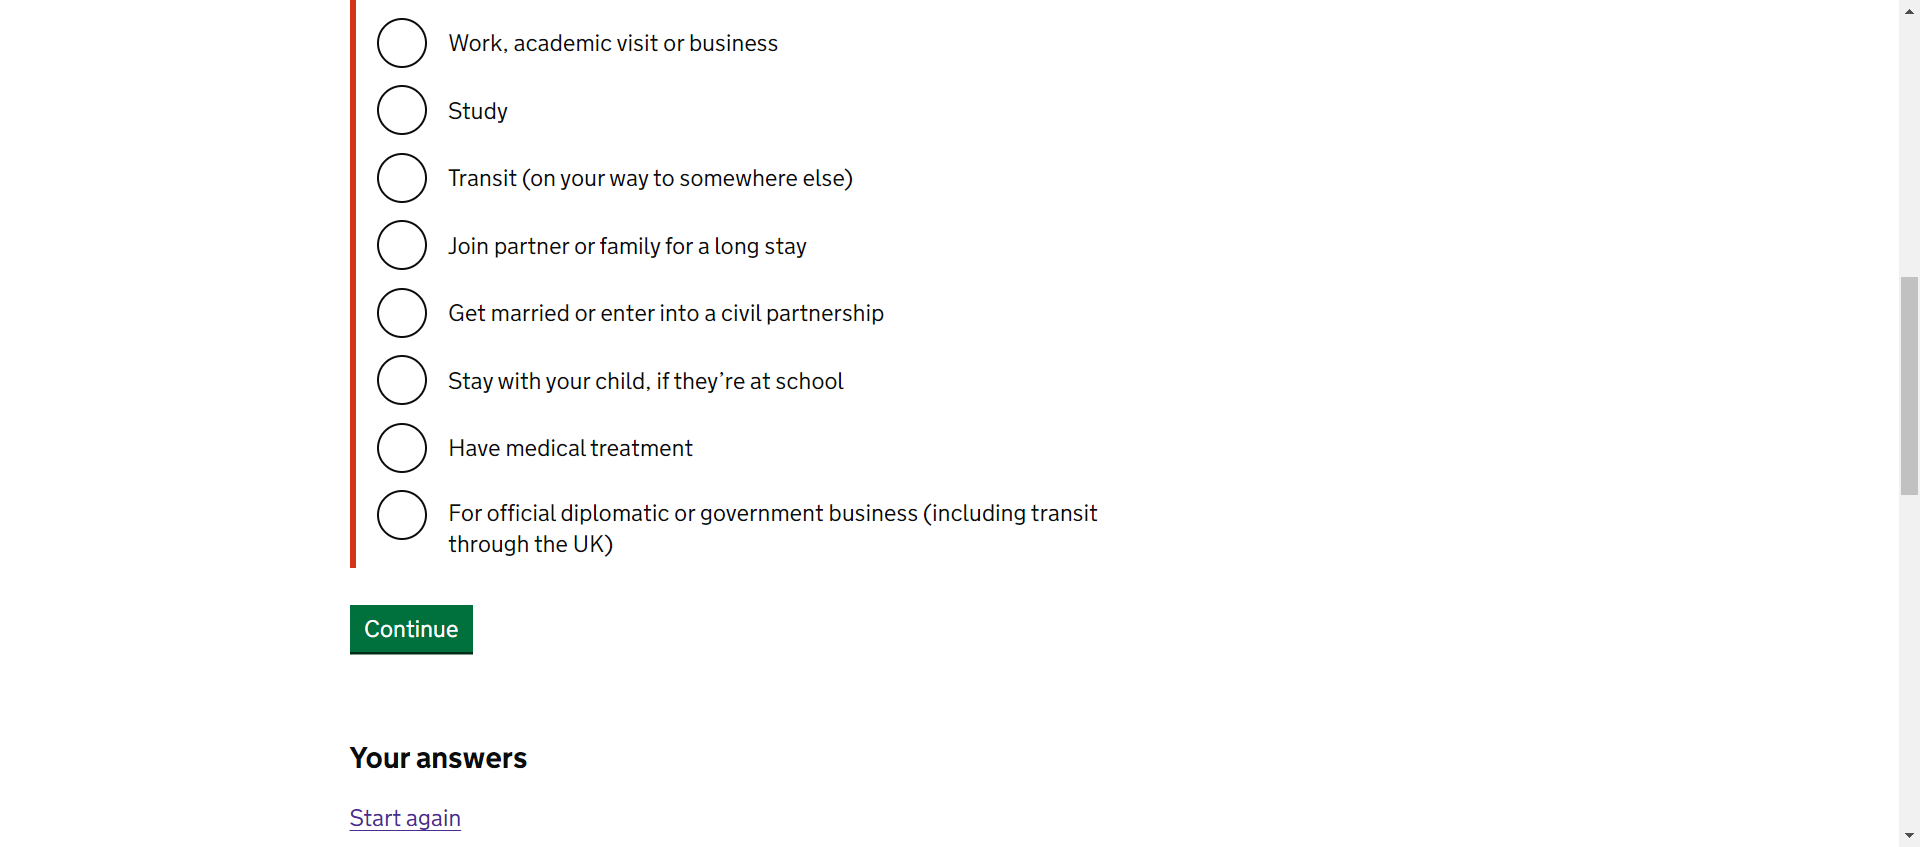 Work, academic visit or business
Study
Transit (on your way to somewhere else)
Join partner or family for a long stay
Get married or enter into a civil partnership
Stay with your child, if they’re at school
Have medical treatment
For official diplomatic or government business (including transit
through the UK)
Continue
Your answers
Start again